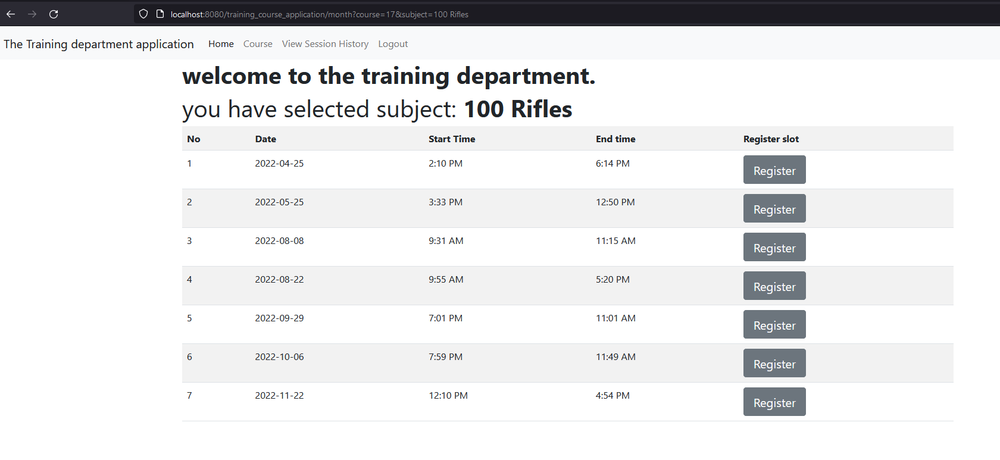 localhost:8080/training_course_application/month?course=17&subject=100 Rifles
The Training department application Home Course View Session History Logout
welcome to the training department.
you have selected subject: 100 Rifles
No Date Start Time End time Register slot
1 2022-04-25 2:10 PM 6:14 PM Register
2 2022-05-25 3:33 PM 12:50 PM Register
3 2022-08-08 9:31 AM 11:15 AM Register
4 2022-08-22 9:55 AM 5:20 PM Register
5 2022-09-29 7:01 PM 11:01 AM Register
6 2022-10-06 7:59 PM 11:49 AM Register
7 2022-11-22 12:10 PM 4:54 PM Register